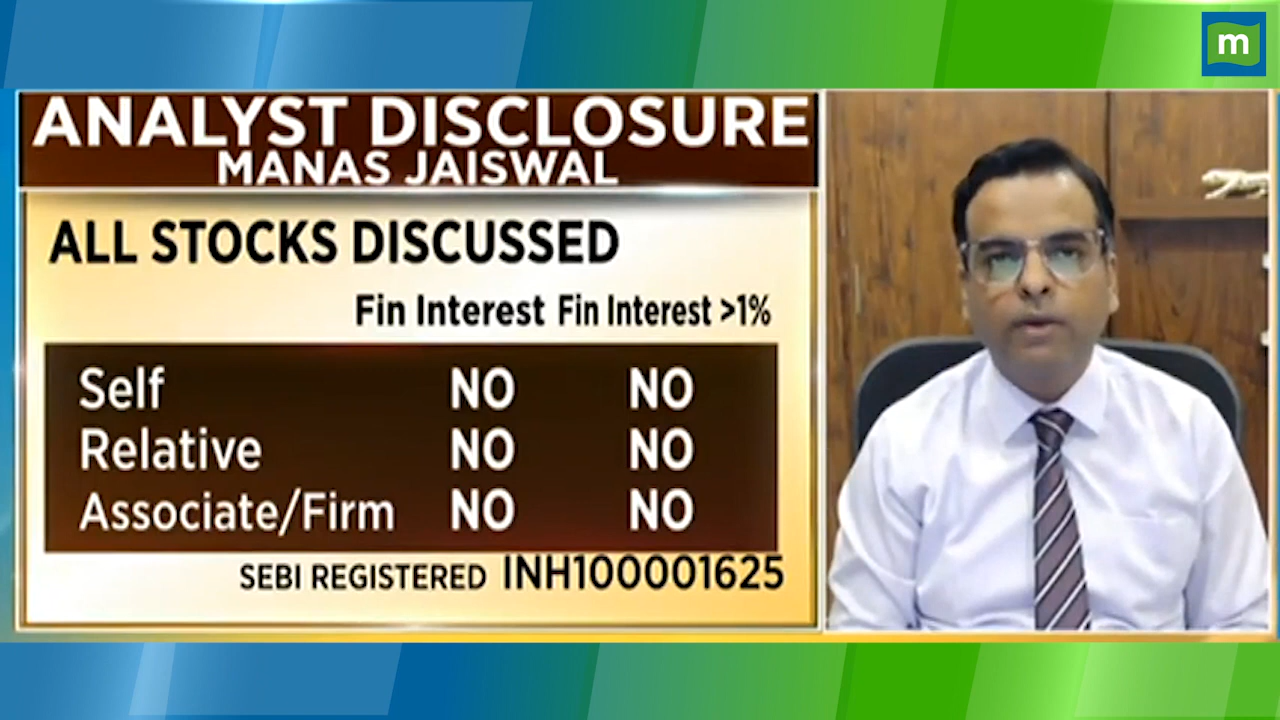 m
ANALYST DISCLOSURE
MANAS JAISWAL
ALL STOCKS DISCUSSED
Fin Interest Fin Interest >1%
Self NO NO
Relative NO NO
Associate/Firm NO NO
SEBI REGISTERED INH100001625